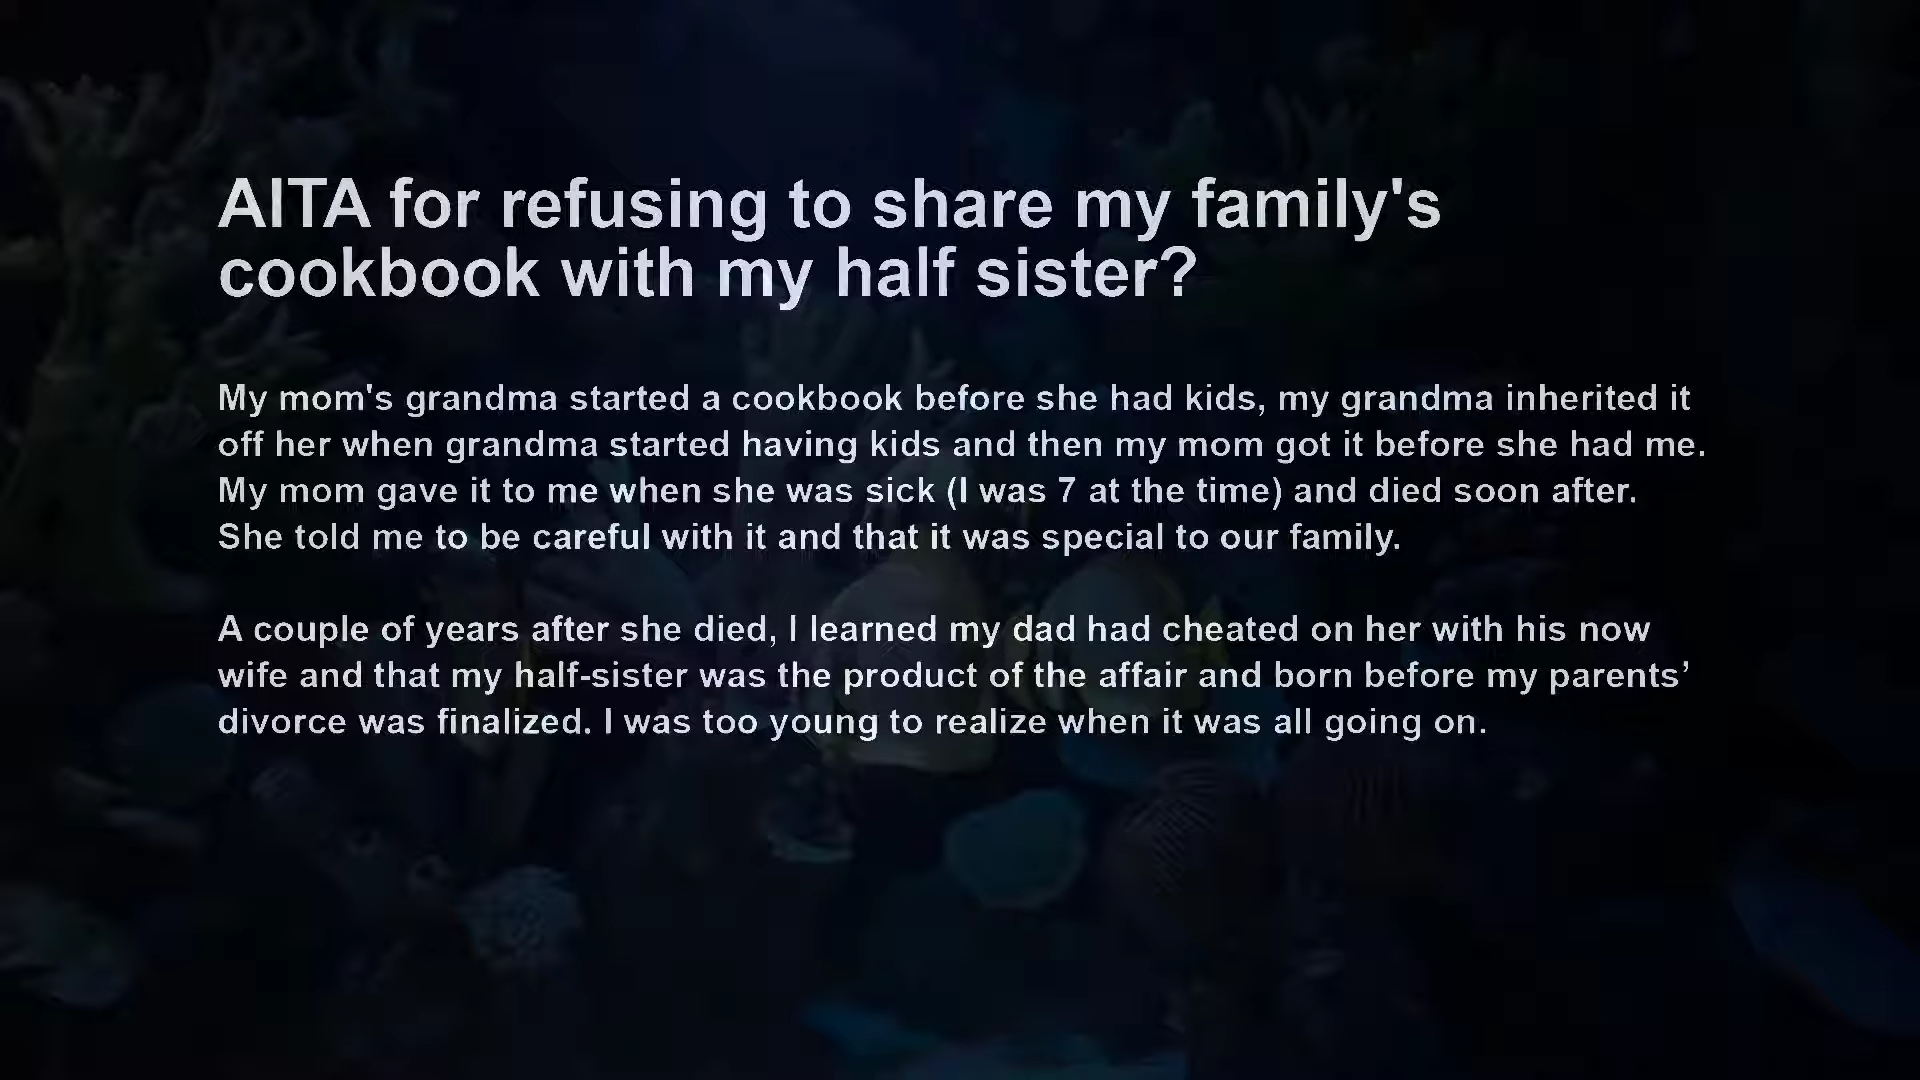 AITA for refusing to share my family's
cookbook with my half sister?
My mom's grandma started a cookbook before she had kids, my grandma inherited it
off her when grandma started having kids and then my mom got it before she had me.
My mom gave it to me when she was sick (I was 7 at the time) and died soon after.
She told me to be careful with it and that it was special to our family.
A couple of years after she died, I learned my dad had cheated on her with his now
wife and that my half-sister was the product of the affair and born before my parents’
divorce was finalized. I was too young to realize when it was all going on.